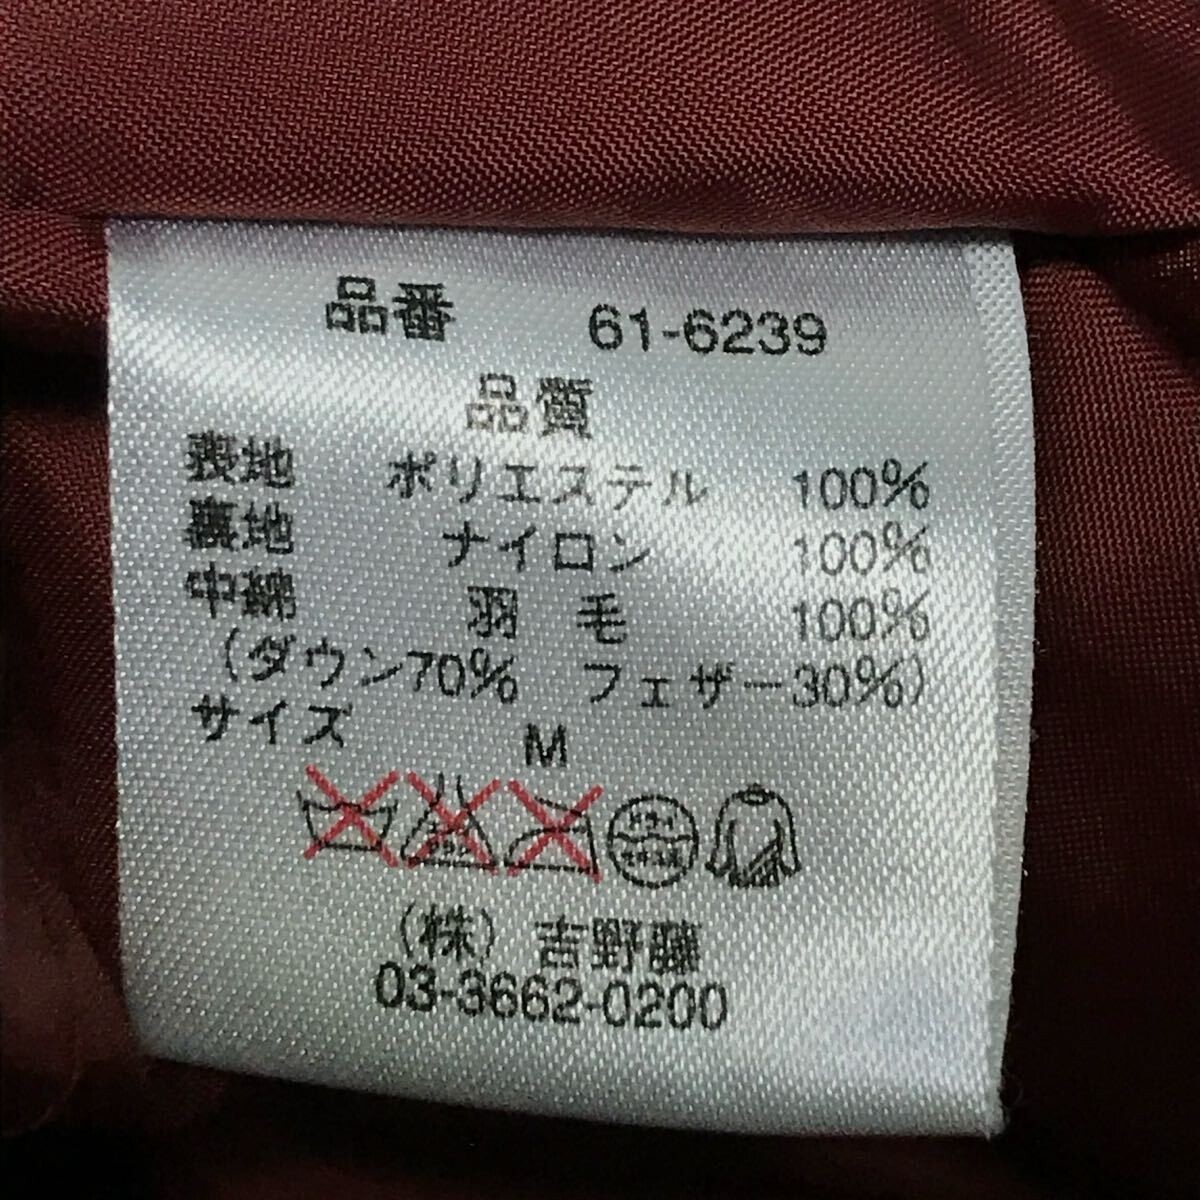 品番 61-6239
品質
表地 ポリエステル 100%
裏地 ナイロン 100%
中綿 羽毛 100%
(ダウン70% フェザー30%)
サイズ M
(株)吉野藤
03-3662-0200